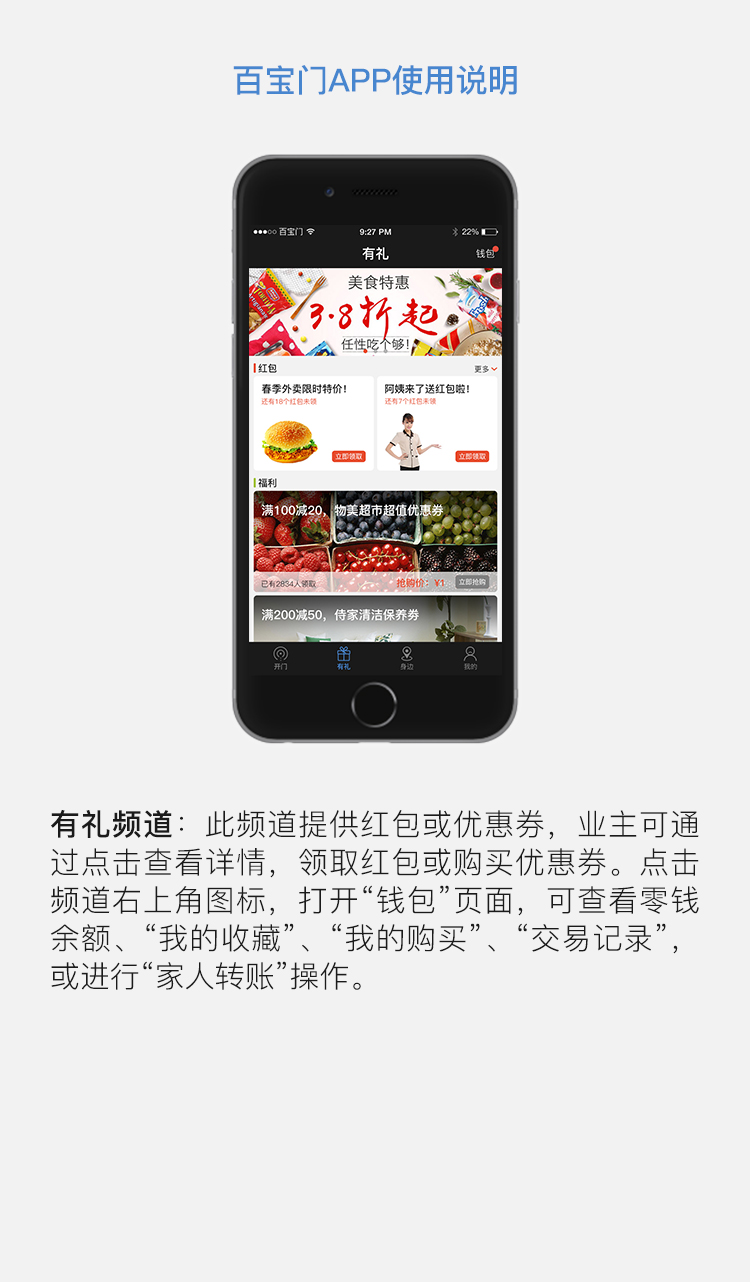 百宝门APP使用说明
百宝门 9:27 PM 22%
有礼 钱包
美食特惠
3.8折起
任性吃个够!
红包 更多
春季外卖限时特价! 阿姨来了送红包啦!
还有18个红包未领 还有7个红包未领
立即领取 立即领取
福利
满100减20，物美超市超值优惠券
已有2834人领取 抢购价：¥1 立即抢购
满200减50，侍家清洁保养券
开门 有礼 身边 我的
有礼频道：此频道提供红包或优惠券，业主可通
过点击查看详情，领取红包或购买优惠券。点击
频道右上角图标，打开“钱包”页面，可查看零钱
余额、“我的收藏”、“我的购买”、“交易记录”，
或进行“家人转账”操作。